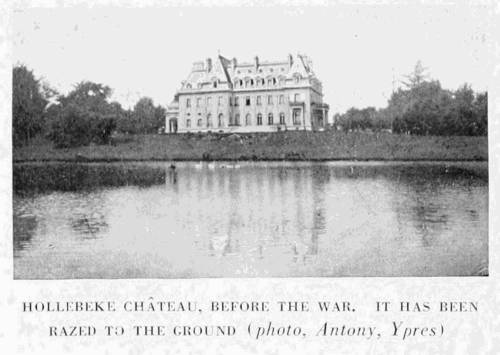 HOLLEBEKE CHÂTEAU, BEFORE THE WAR. IT HAS BEEN
RAZED TO THE GROUND (photo, Antony, Ypres)